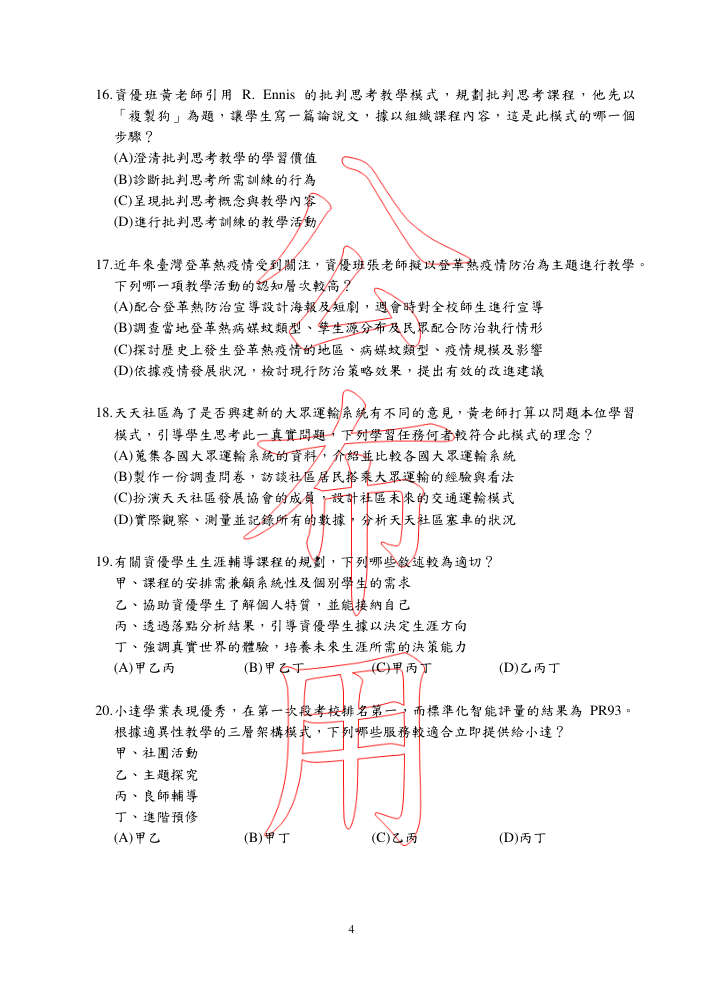 16.資優班黃老師引用 R. Ennis 的批判思考教學模式，規劃批判思考課程，他先以
「複製狗」為題，讓學生寫一篇論說文，據以組織課程內容，這是此模式的哪一個
步驟？
(A)澄清批判思考教學的學習價值
(B)診斷批判思考所需訓練的行為
(C)呈現批判思考概念與教學內容
(D)進行批判思考訓練的教學活動
17.近年來臺灣登革熱疫情受到關注，資優班張老師擬以登革熱疫情防治為主題進行教學。
下列哪一項教學活動的認知層次較高？
(A)配合登革熱防治宣導設計海報及短劇，週會時對全校師生進行宣導
(B)調查當地登革熱病媒蚊類型、孳生源分布及民眾配合防治執行情形
(C)探討歷史上發生登革熱疫情的地區、病媒蚊類型、疫情規模及影響
(D)依據疫情發展狀況，檢討現行防治策略效果，提出有效的改進建議
18.天天社區為了是否興建新的大眾運輸系統有不同的意見，黃老師打算以問題本位學習
模式，引導學生思考此一真實問題，下列學習任務何者較符合此模式的理念？
(A)蒐集各國大眾運輸系統的資料，介紹並比較各國大眾運輸系統
(B)製作一份調查問卷，訪談社區居民搭乘大眾運輸的經驗與看法
(C)扮演天天社區發展協會的成員，設計社區未來的交通運輸模式
(D)實際觀察、測量並記錄所有的數據，分析天天社區塞車的狀況
19.有關資優學生生涯輔導課程的規劃，下列哪些敘述較為適切？
甲、課程的安排需兼顧系統性及個別學生的需求
乙、協助資優學生了解個人特質，並能接納自己
丙、透過落點分析結果，引導資優學生據以決定生涯方向
丁、強調真實世界的體驗，培養未來生涯所需的決策能力
(A)甲乙丙 (B)甲乙丁 (C)甲丙丁 (D)乙丙丁
20.小達學業表現優秀，在第一次段考校排名第一，而標準化智能評量的結果為 PR93。
根據適異性教學的三層架構模式，下列哪些服務較適合立即提供給小達？
甲、社團活動
乙、主題探究
丙、良師輔導
丁、進階預修
(A)甲乙 (B)甲丁 (C)乙丙 (D)丙丁
公布用
4